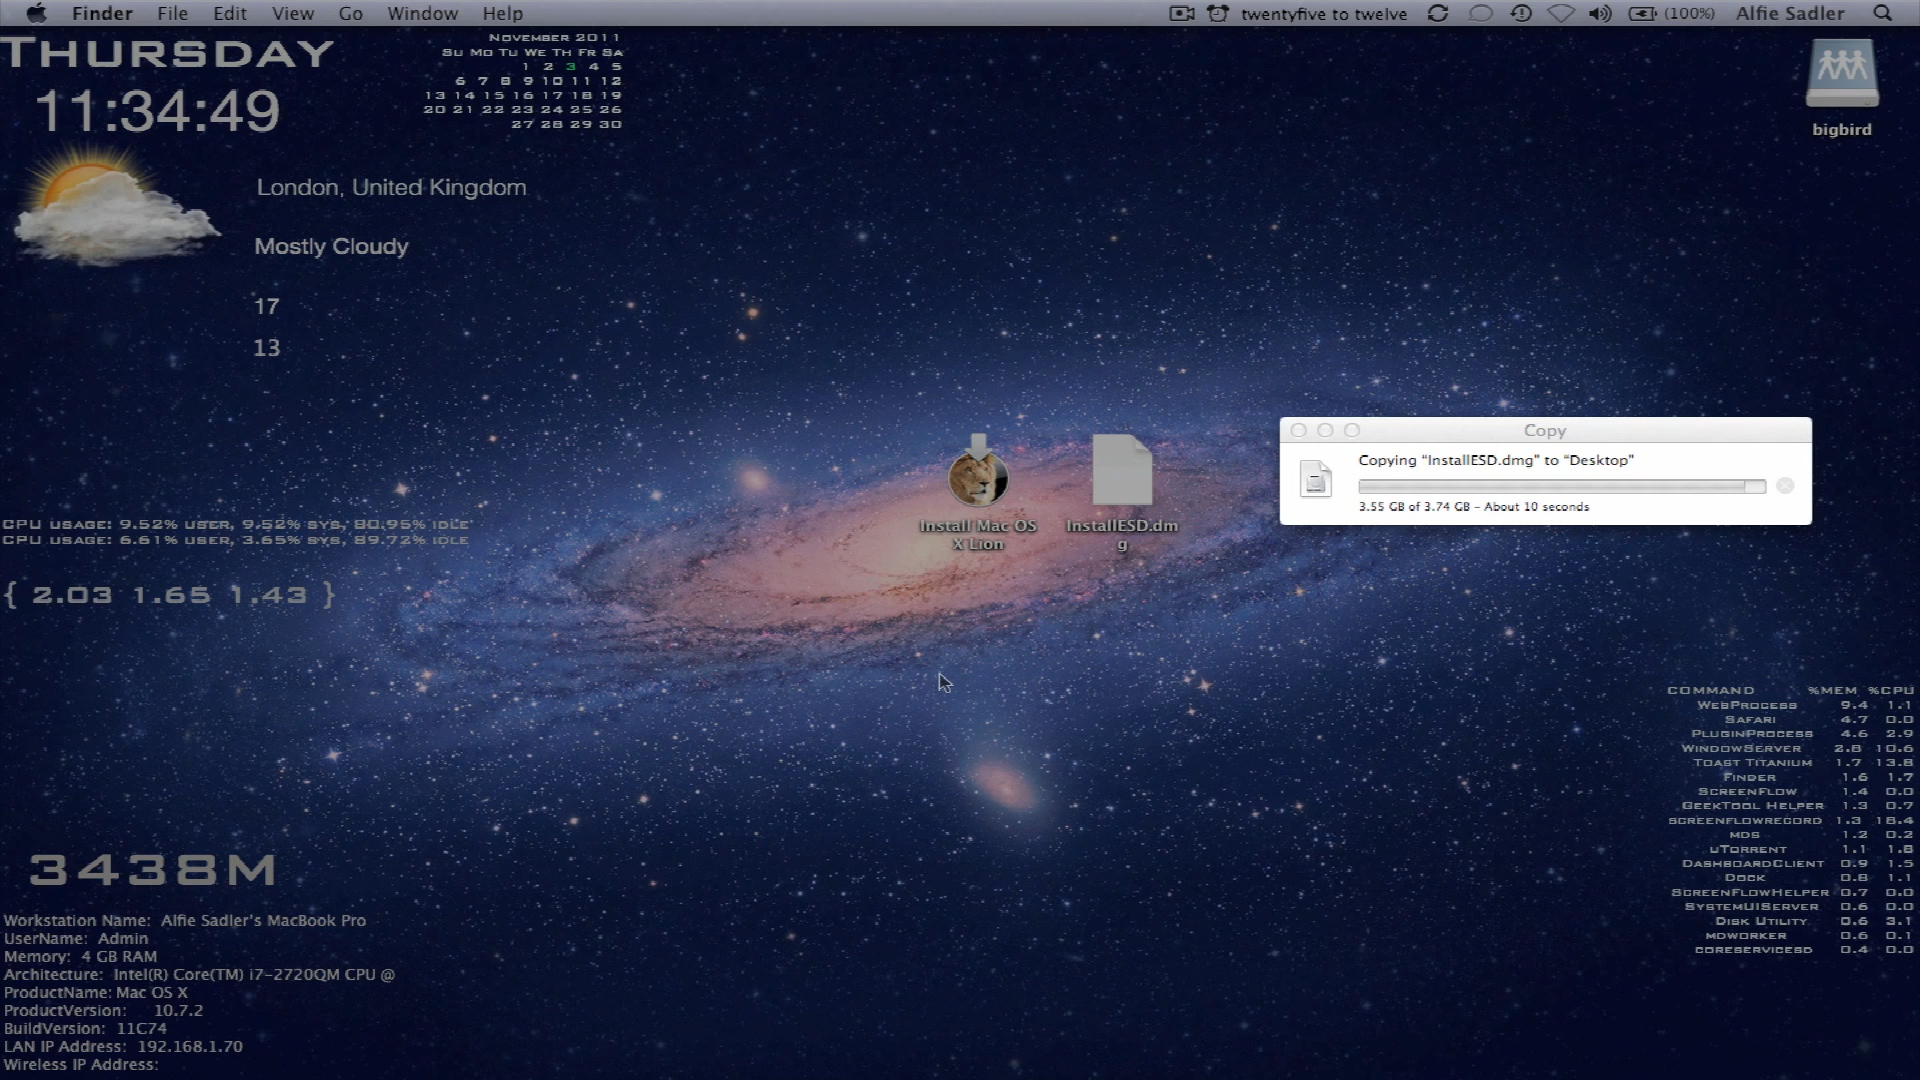 Finder File Edit View Go Window Help twentyfive to twelve (100%) Alfie Sadler
THURSDAY
11:34:49
NOVEMBER 2011
SU MO TU WE TH FR SA
1 2 3 4 5
6 7 8 9 10 11 12
13 14 15 16 17 18 19
20 21 22 23 24 25 26
27 28 29 30
bigbird
London, United Kingdom
Mostly Cloudy
17
13
Copy
Copying “InstallESD.dmg” to “Desktop”
3.55 GB of 3.74 GB – About 10 seconds
Install Mac OS
X Lion
InstallESD.dm
g
CPU USAGE: 9.52% USER, 9.52% SYS, 80.95% IDLE
CPU USAGE: 6.61% USER, 3.65% SYS, 89.72% IDLE
{ 2.03 1.65 1.43 }
COMMAND %MEM %CPU
WEBPROCESS 9.4 1.1
SAFARI 4.7 0.0
PLUGINPROCESS 4.6 2.9
WINDOWSERVER 2.8 10.6
TOAST TITANIUM 1.7 13.8
FINDER 1.6 1.7
SCREENFLOW 1.4 0.0
GEEKTOOL HELPER 1.3 0.7
SCREENFLOWRECORD 1.3 18.4
MDS 1.2 0.2
UTORRENT 1.1 1.8
DASHBOARDCLIENT 0.9 1.5
DOCK 0.8 1.1
SCREENFLOWHELPER 0.7 0.0
SYSTEMUISERVER 0.6 0.0
DISK UTILITY 0.6 3.1
MDWORKER 0.6 0.1
CORESERVICESD 0.4 0.0
3438M
Workstation Name: Alfie Sadler's MacBook Pro
UserName: Admin
Memory: 4 GB RAM
Architecture: Intel(R) Core(TM) i7-2720QM CPU @
ProductName: Mac OS X
ProductVersion: 10.7.2
BuildVersion: 11C74
LAN IP Address: 192.168.1.70
Wireless IP Address: